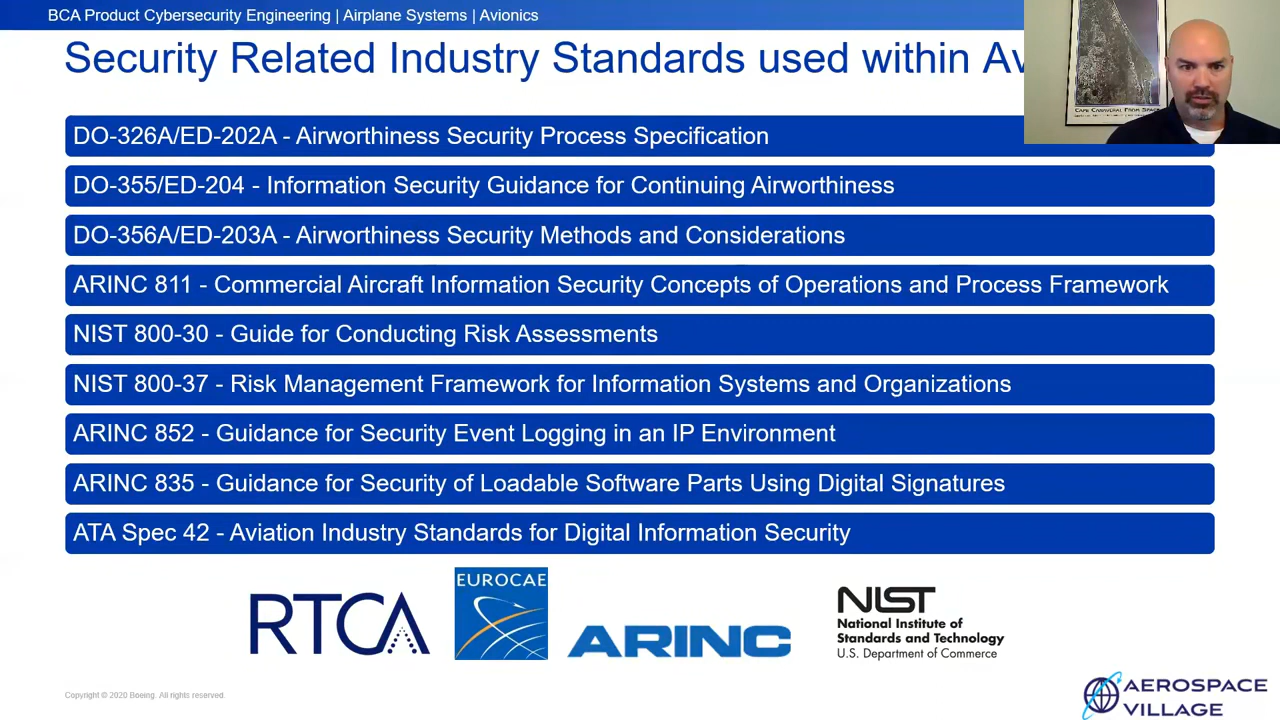 BCA Product Cybersecurity Engineering | Airplane Systems | Avionics
Security Related Industry Standards used within Av
CAPE CANAVERAL FROM SPACE
DO-326A/ED-202A - Airworthiness Security Process Specification
DO-355/ED-204 - Information Security Guidance for Continuing Airworthiness
DO-356A/ED-203A - Airworthiness Security Methods and Considerations
ARINC 811 - Commercial Aircraft Information Security Concepts of Operations and Process Framework
NIST 800-30 - Guide for Conducting Risk Assessments
NIST 800-37 - Risk Management Framework for Information Systems and Organizations
ARINC 852 - Guidance for Security Event Logging in an IP Environment
ARINC 835 - Guidance for Security of Loadable Software Parts Using Digital Signatures
ATA Spec 42 - Aviation Industry Standards for Digital Information Security
RTCA
EUROCAE
ARINC
NIST
National Institute of
Standards and Technology
U.S. Department of Commerce
Copyright © 2020 Boeing. All rights reserved.
AEROSPACE
VILLAGE